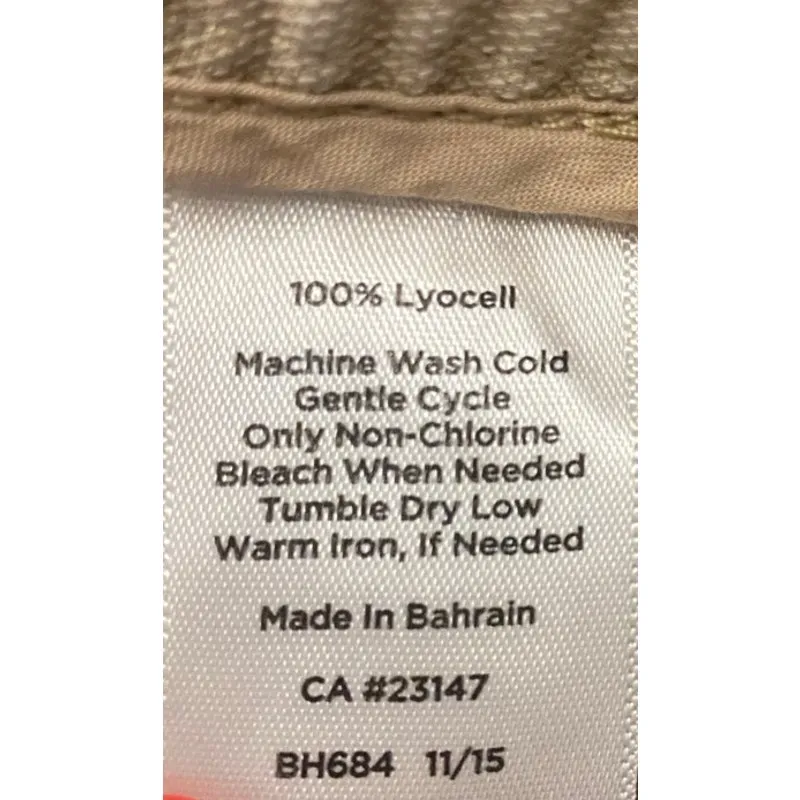 100% Lyocell
Machine Wash Cold
Gentle Cycle
Only Non-Chlorine
Bleach When Needed
Tumble Dry Low
Warm Iron, If Needed
Made In Bahrain
CA #23147
BH684 11/15